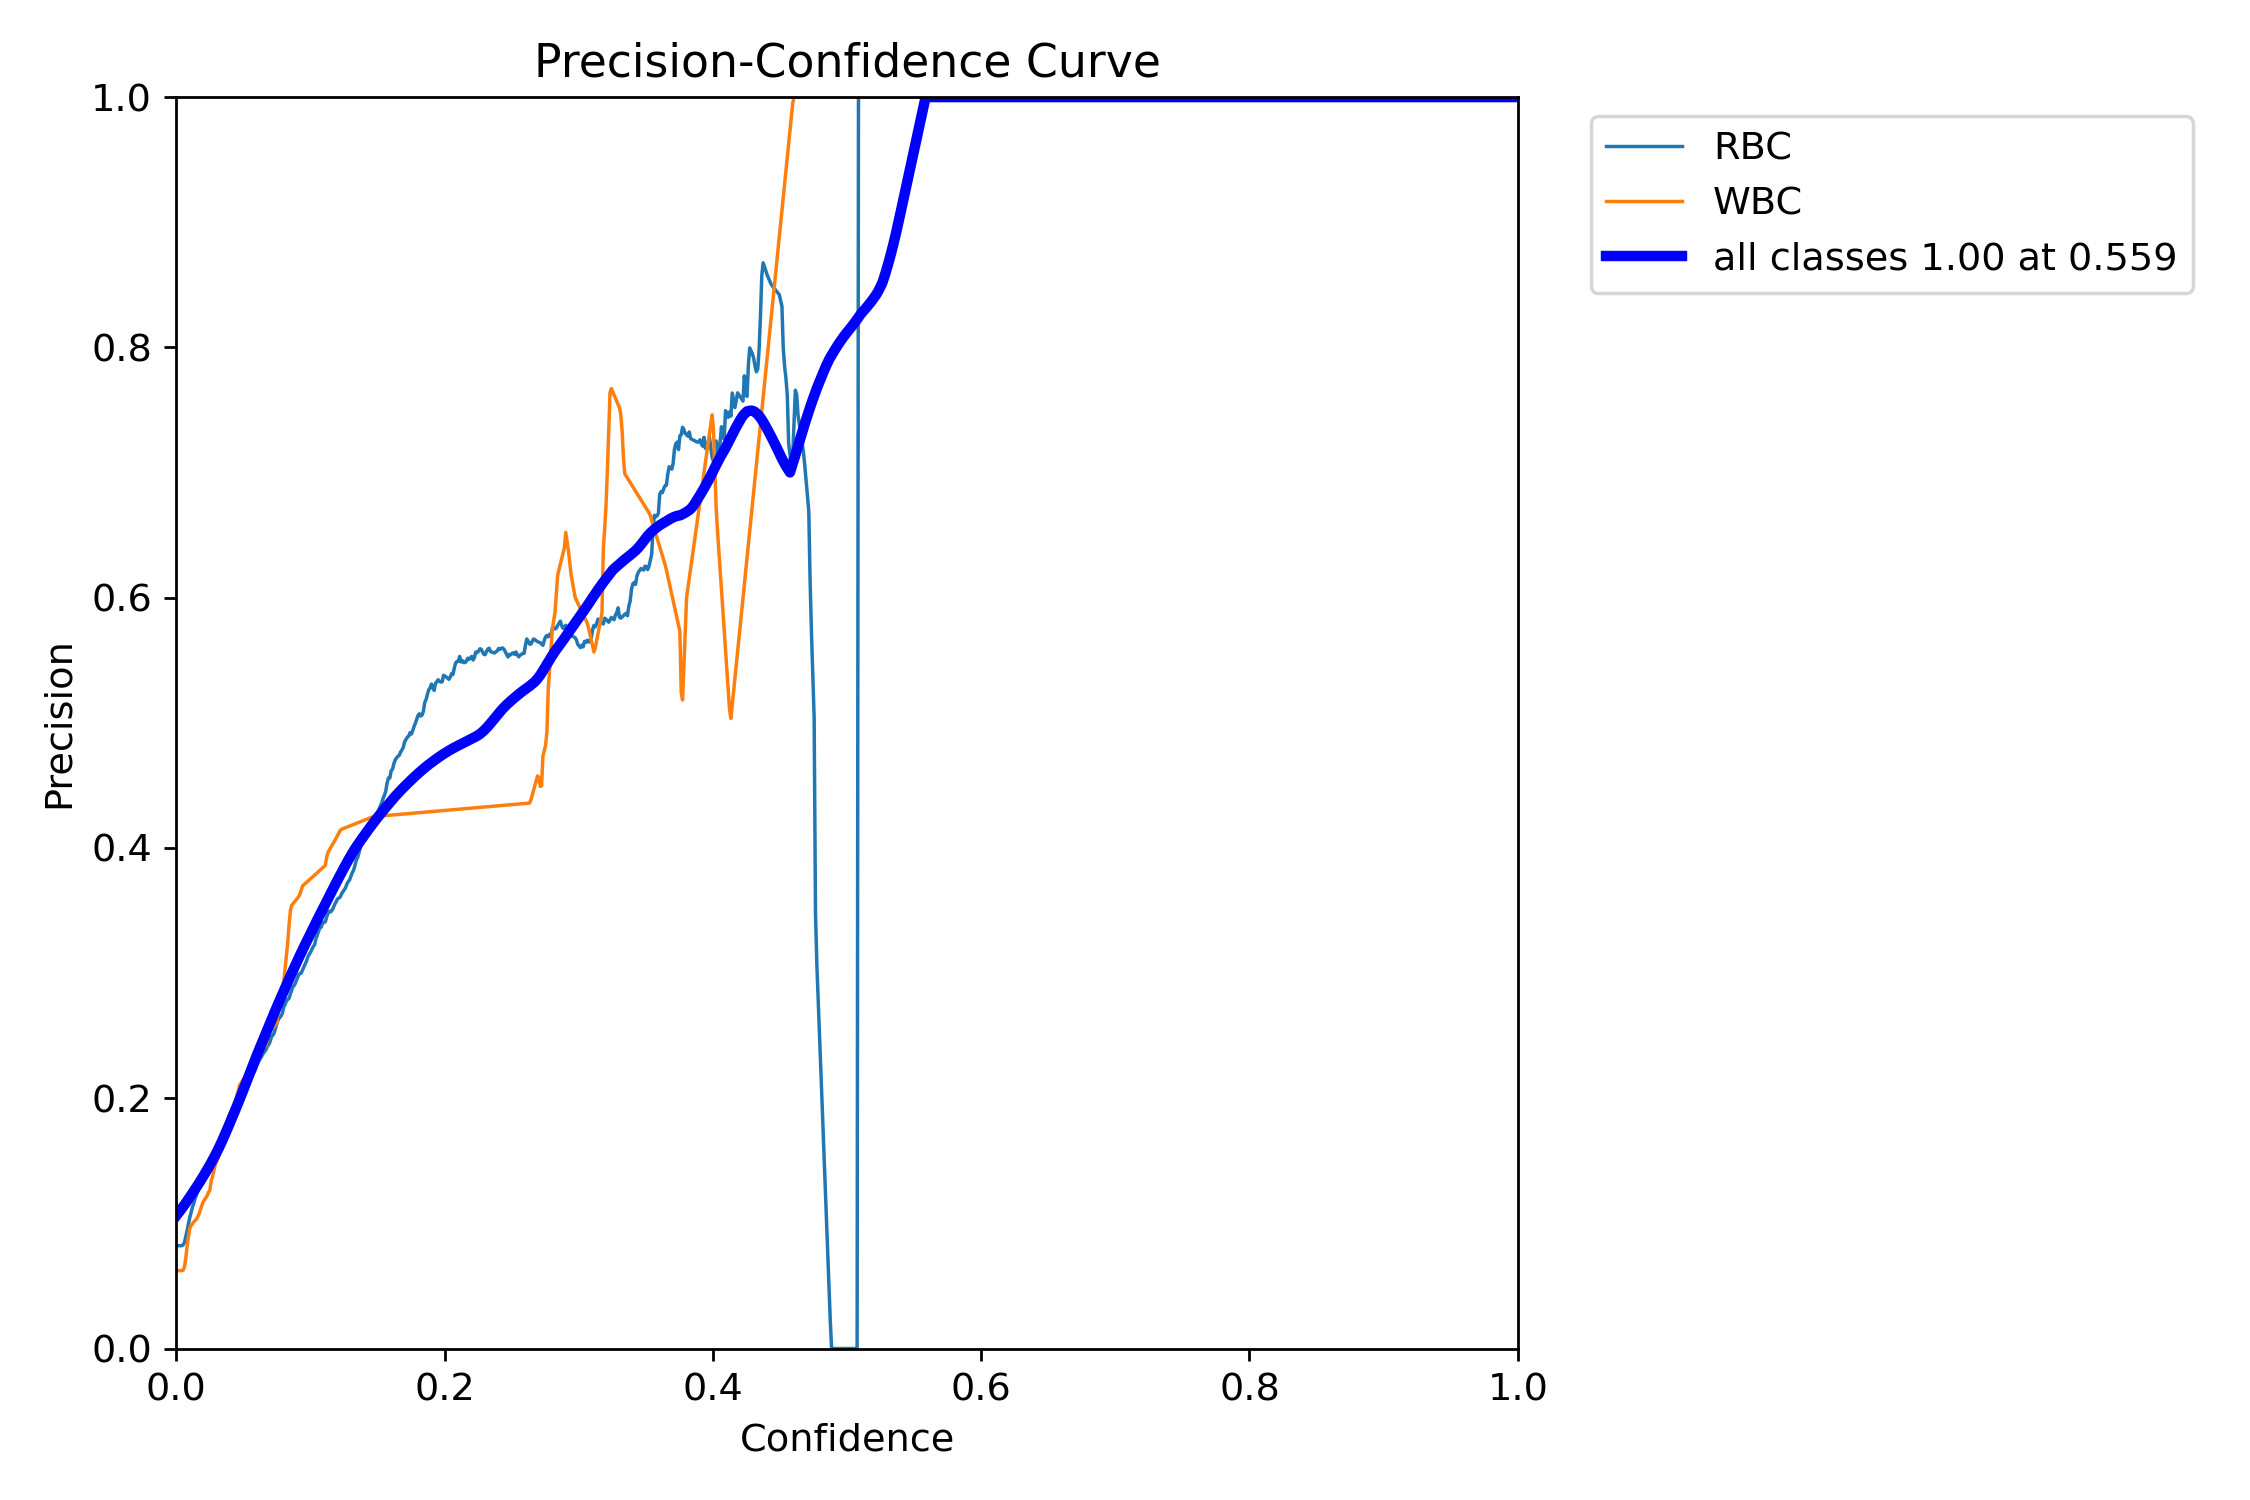 Precision-Confidence Curve
1.0
0.8
0.6
0.4
0.2
0.0
Precision
0.0 0.2 0.4 0.6 0.8 1.0
Confidence
RBC
WBC
all classes 1.00 at 0.559